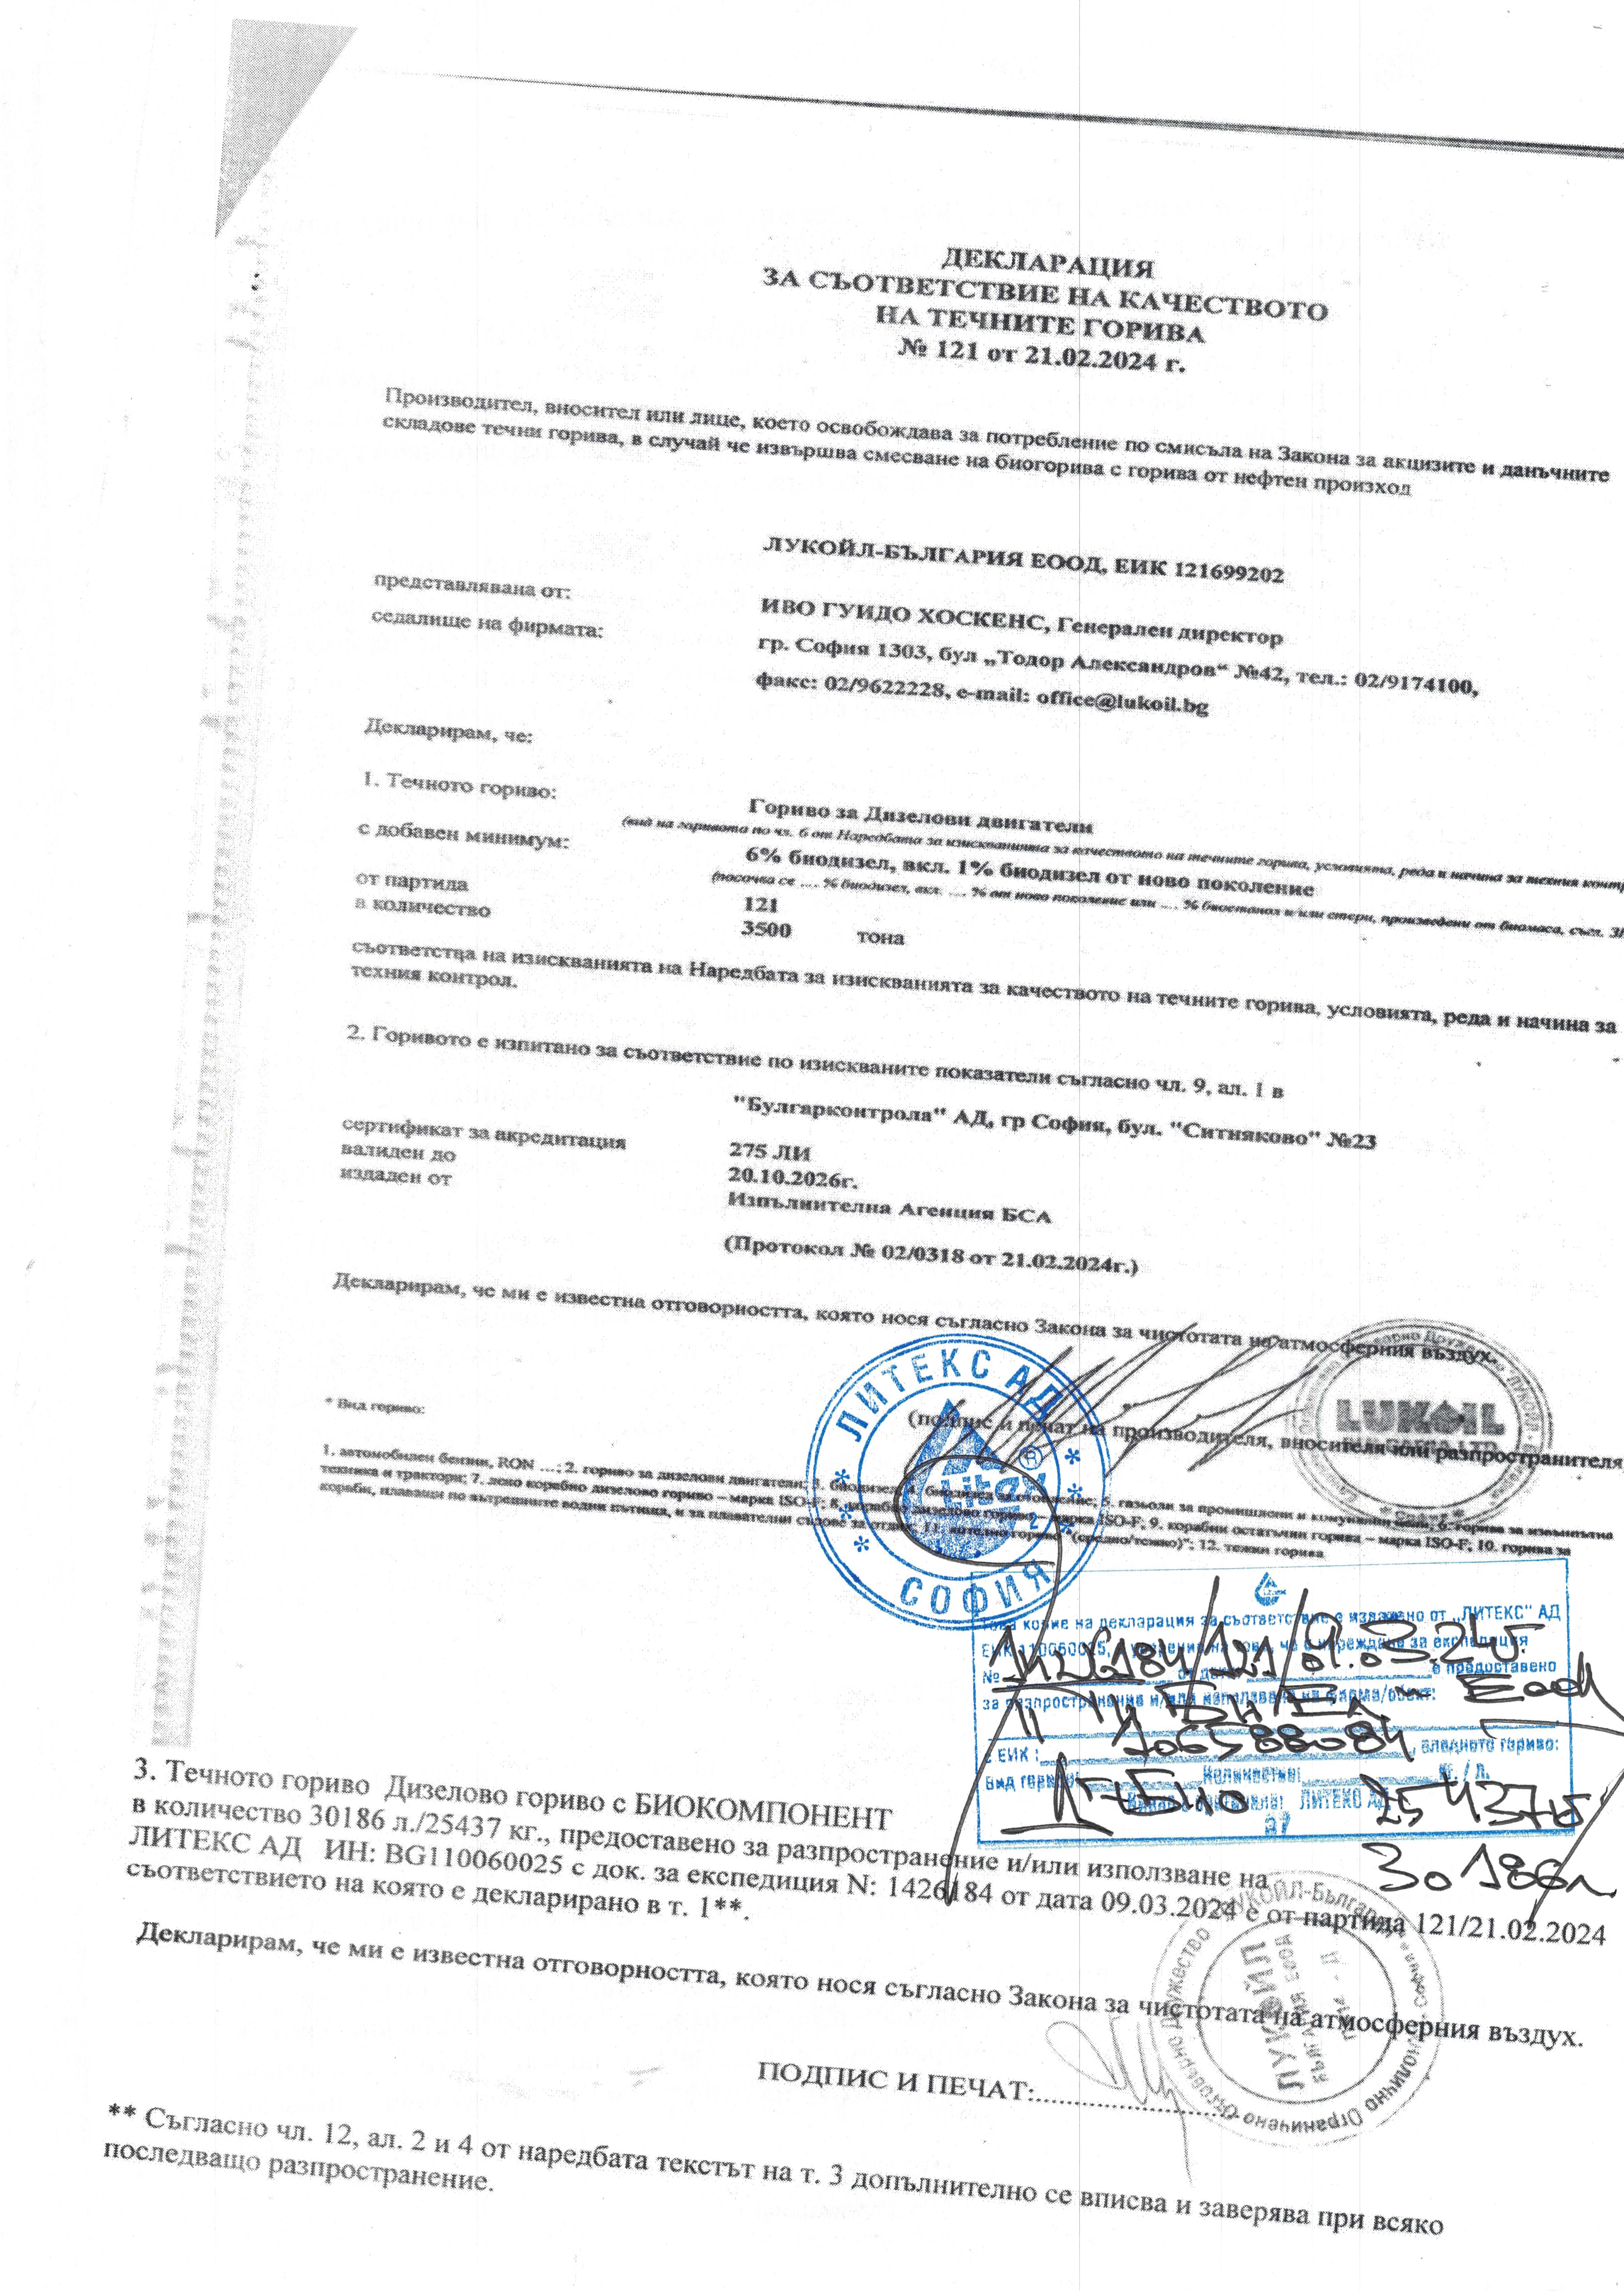 ДЕКЛАРАЦИЯ
ЗА СЪОТВЕТСТВИЕ НА КАЧЕСТВОТО
НА ТЕЧНИТЕ ГОРИВА
№ 121 от 21.02.2024 г.
Производител, вносител или лице, което освобождава за потребление по смисъла на Закона за акцизите и данъчните
складове течни горива, в случай че извършва смесване на биогорива с горива от нефтен произход
ЛУКОЙЛ-БЪЛГАРИЯ ЕООД, ЕИК 121699202
представлявана от: ИВО ГУИДО ХОСКЕНС, Генерален директор
седалище на фирмата: гр. София 1303, бул „Тодор Александров“ №42, тел.: 02/9174100,
факс: 02/9622228, e-mail: office@lukoil.bg
Декларирам, че:
1. Течното гориво: Гориво за Дизелови двигатели
(вид на горивото по чл. 6 от Наредбата за изискванията за качеството на течните горива, условията, реда и начина за техния
с добавен минимум: 6% биодизел, вкл. 1% биодизел от ново поколение
(посочва се .... % биодизел, вкл. .... % от ново поколение или .... % биоетанол и/или етери, произведени от биомаса, съгл.
от партида 121
в количество 3500 тона
съответства на изискванията на Наредбата за изискванията за качеството на течните горива, условията, реда и начина за
техния контрол.
2. Горивото е изпитано за съответствие по изискваните показатели съгласно чл. 9, ал. 1 в
"Булгарконтрола" АД, гр София, бул. "Ситняково" №23
сертификат за акредитация 275 ЛИ
валиден до 20.10.2026г.
издаден от Изпълнителна Агенция БСА
(Протокол № 02/0318 от 21.02.2024г.)
Декларирам, че ми е известна отговорността, която нося съгласно Закона за чистотата на атмосферния въздух.
LUKOIL
ЛИТЕКС АД
Litex ®
2
СОФИЯ
(подпис и печат на производителя, вносителя или разпространителя
* Вид гориво:
1. автомобилен бензин, RON ...; 2. гориво за дизелови двигатели; 3. биодизел; 5. газьоли за промишлени и комунални цели; 6. горива за извънпътна
техника и трактори; 7. леко корабно дизелово гориво – марка ISO-F; 8. корабно дизелово гориво – марка ISO-F; 9. корабни остатъчни горива – марка ISO-F; 10. горива за
кораби, плаващи по вътрешните водни пътища, и за плавателни съдове за отдих; 11. (средно/тежко)"; 12. тежки горива
Това копие на декларация за съответствие е издадено от „ЛИТЕКС" АД
ЕИК 110060025, експедиция
№ 1426184/121/09.03.24г. е предоставено
за разпространение и/или използване на фирма/обект:
ЕООД
с ЕИК: 106588084, следното гориво:
Вид гориво: Количество: кг. / л.
ЛИТЕКС АД
25437кг
30186л.
3. Течното гориво Дизелово гориво с БИОКОМПОНЕНТ
в количество 30186 л./25437 кг., предоставено за разпространение и/или използване на
ЛИТЕКС АД ИН: BG110060025 с док. за експедиция N: 1426184 от дата 09.03.2024 е от партида 121/21.02.2024
съответствието на която е декларирано в т. 1**.
Декларирам, че ми е известна отговорността, която нося съгласно Закона за чистотата на атмосферния въздух.
ЛУКОЙЛ
БЪЛГАРИЯ ЕООД
ПОДПИС И ПЕЧАТ:..........................
** Съгласно чл. 12, ал. 2 и 4 от наредбата текстът на т. 3 допълнително се вписва и заверява при всяко
последващо разпространение.